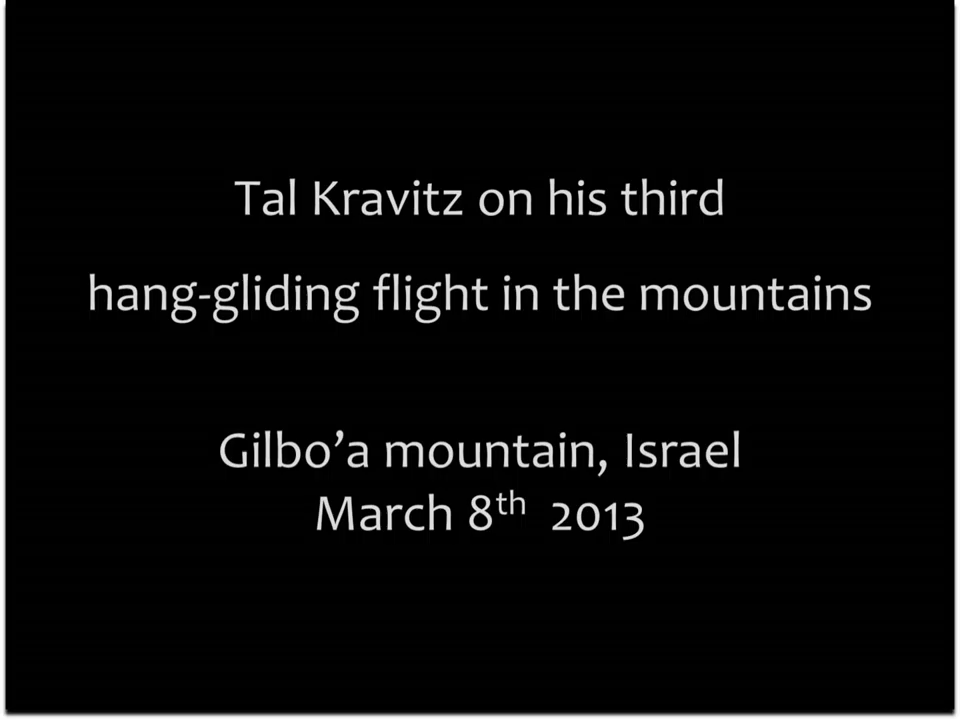 Tal Kravitz on his third
hang-gliding flight in the mountains
Gilbo’a mountain, Israel
March 8th 2013